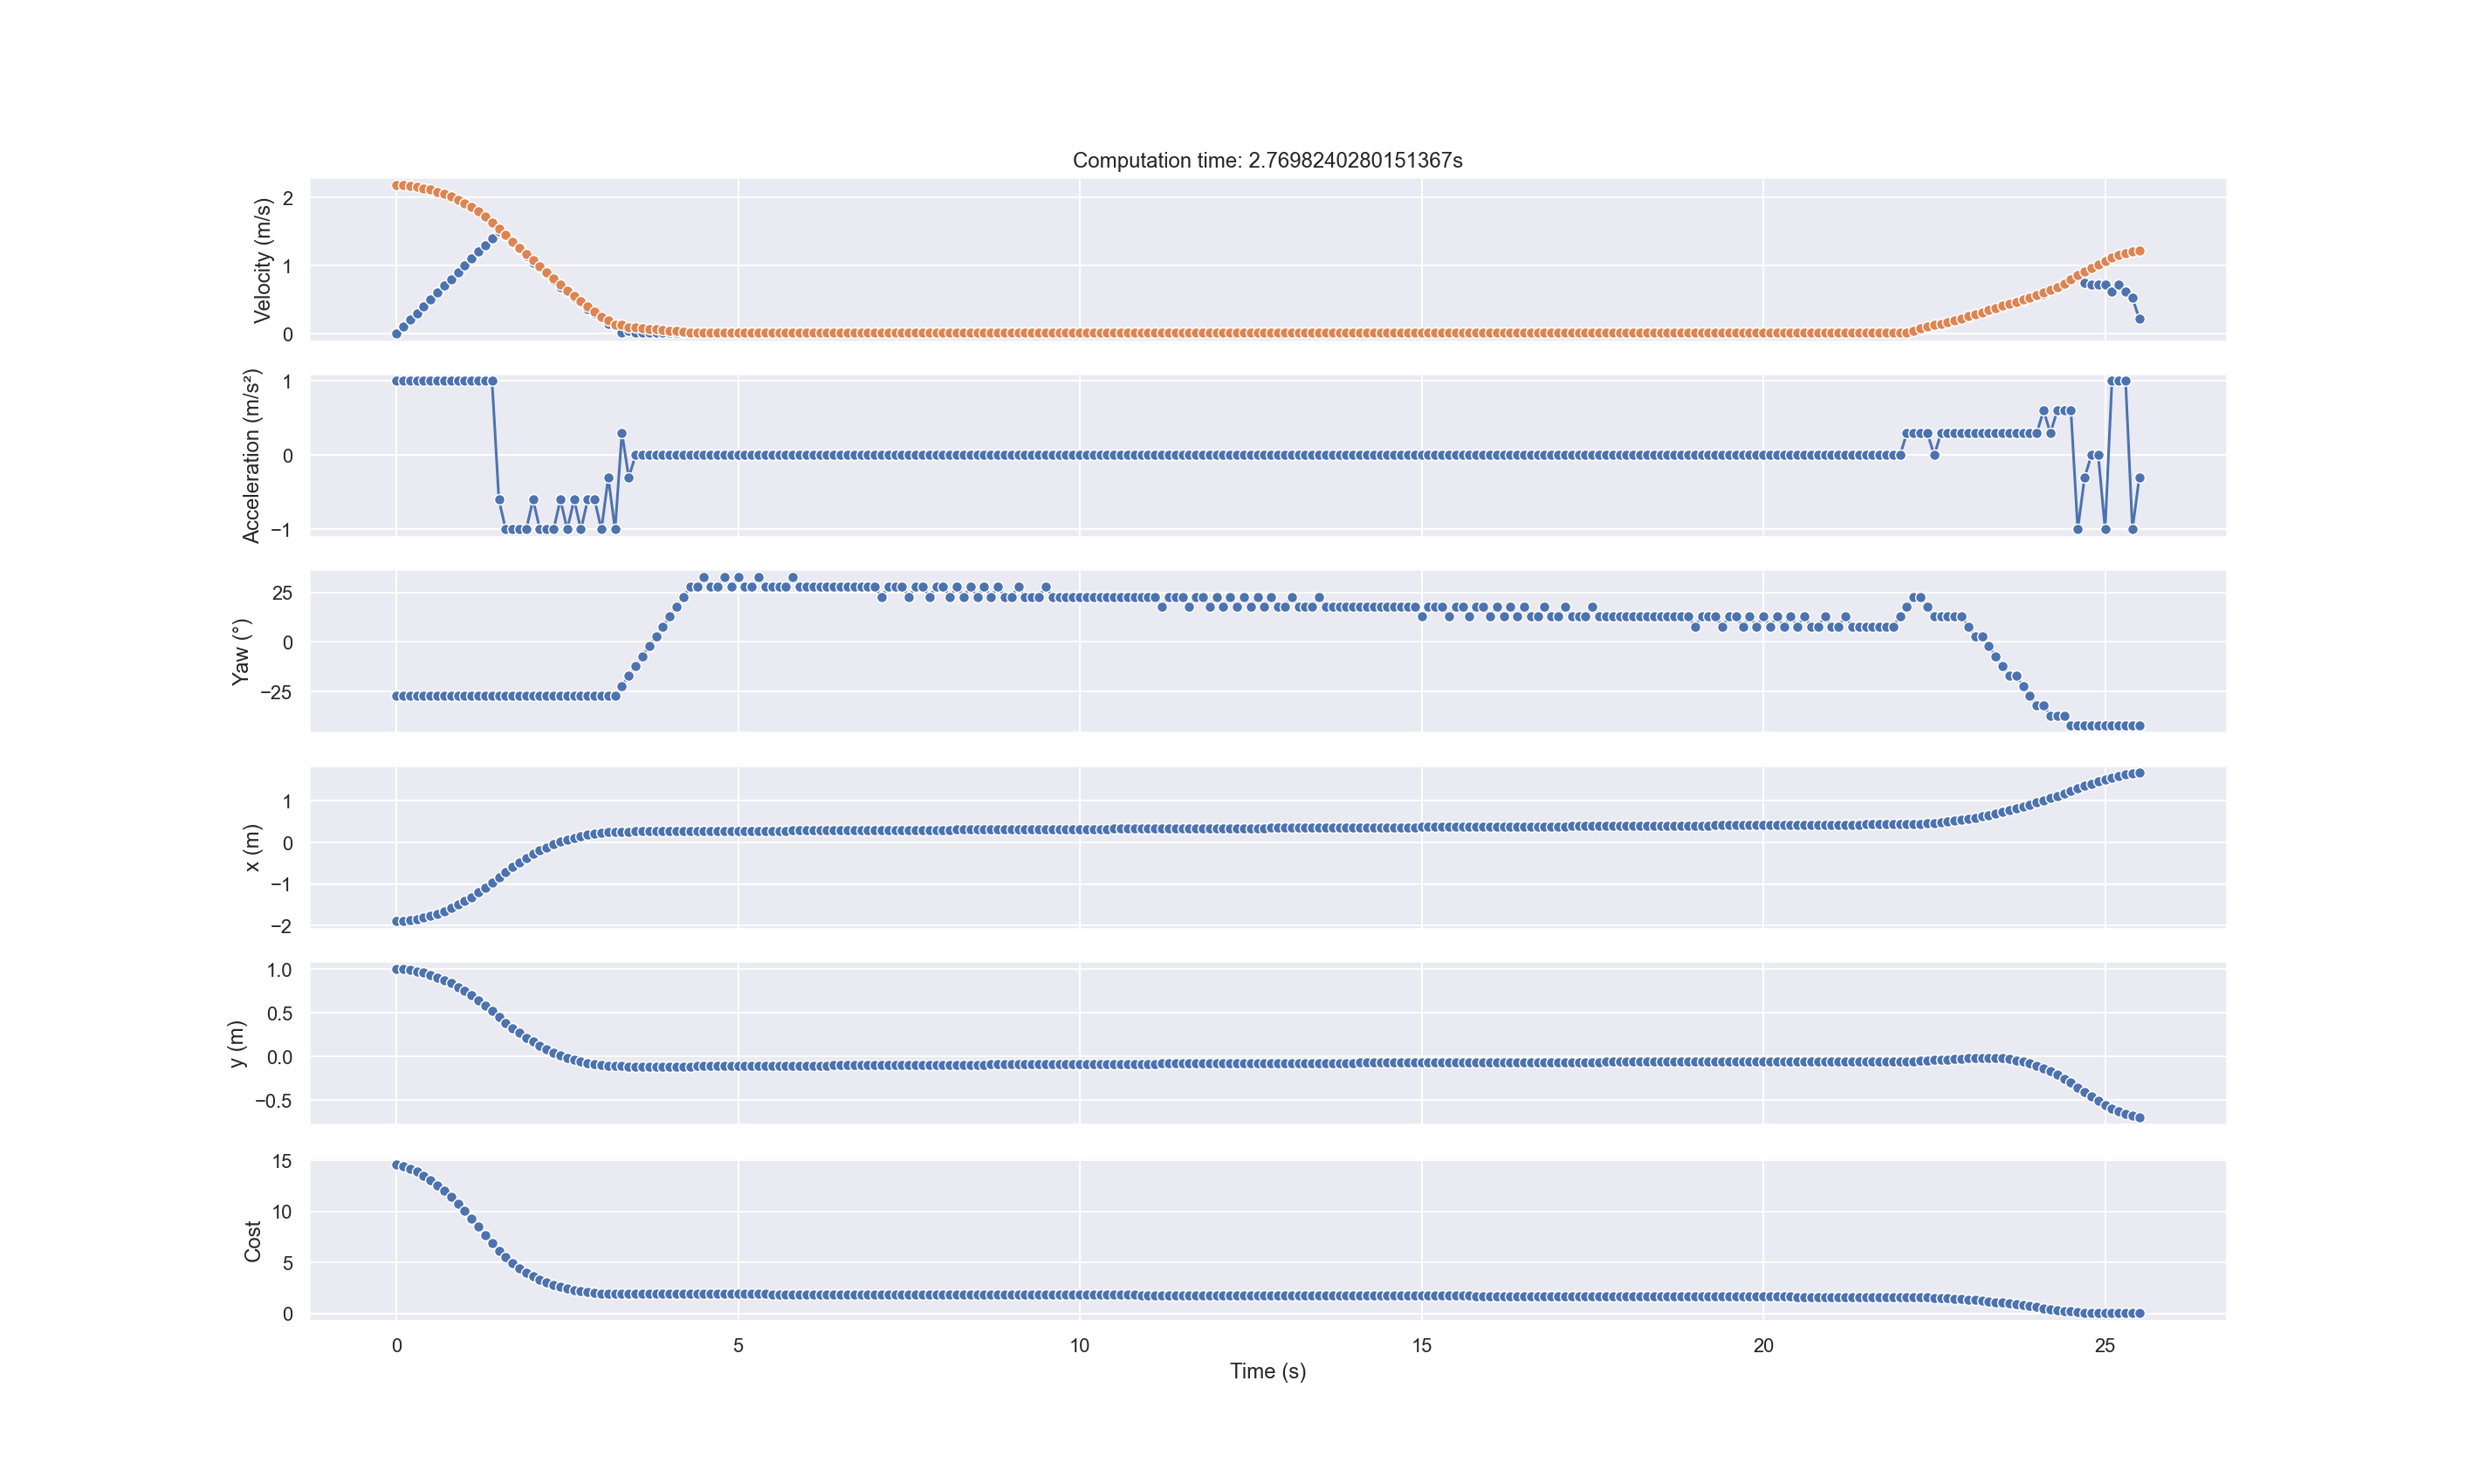 Computation time: 2.7698240280151367s
Velocity (m/s)
2
1
0
Acceleration (m/s²)
1
0
−1
Yaw (°)
25
0
−25
x (m)
1
0
−1
−2
y (m)
1.0
0.5
0.0
−0.5
Cost
15
10
5
0
0 5 10 15 20 25
Time (s)